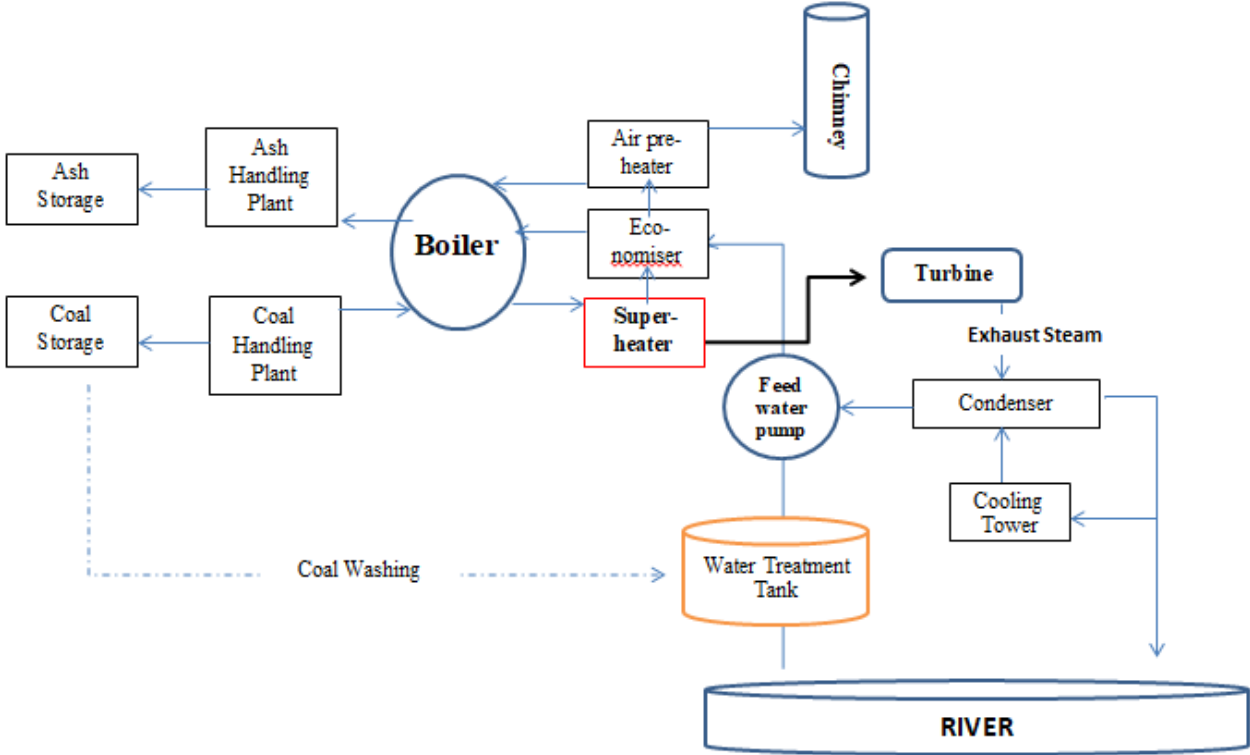 Chimney
Air pre-
heater
Ash
Handling
Plant
Ash
Storage
Boiler
Eco-
nomiser
Turbine
Coal
Storage
Coal
Handling
Plant
Super-
heater
Exhaust Steam
Feed
water
pump
Condenser
Cooling
Tower
Coal Washing
Water Treatment
Tank
RIVER